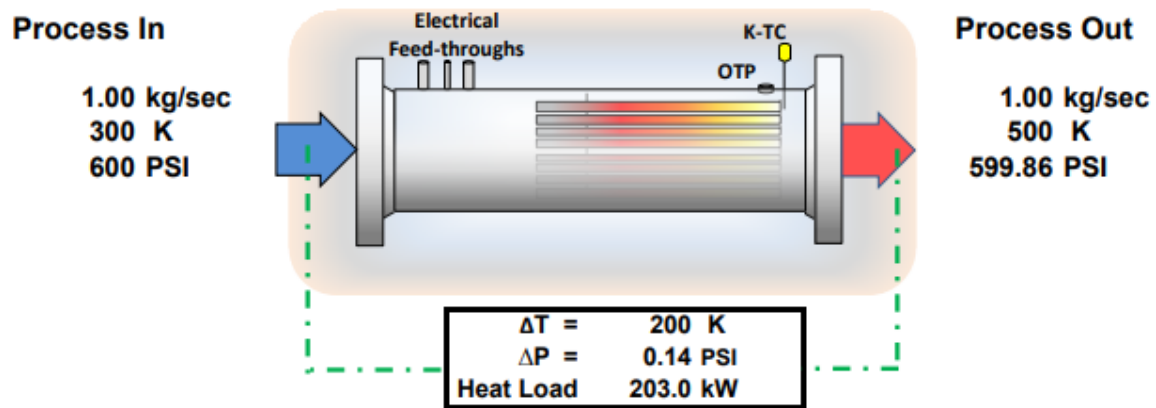 Process In
1.00 kg/sec
300 K
600 PSI
Electrical
Feed-throughs
K-TC
OTP
Process Out
1.00 kg/sec
500 K
599.86 PSI
ΔT = 200 K
ΔP = 0.14 PSI
Heat Load 203.0 kW